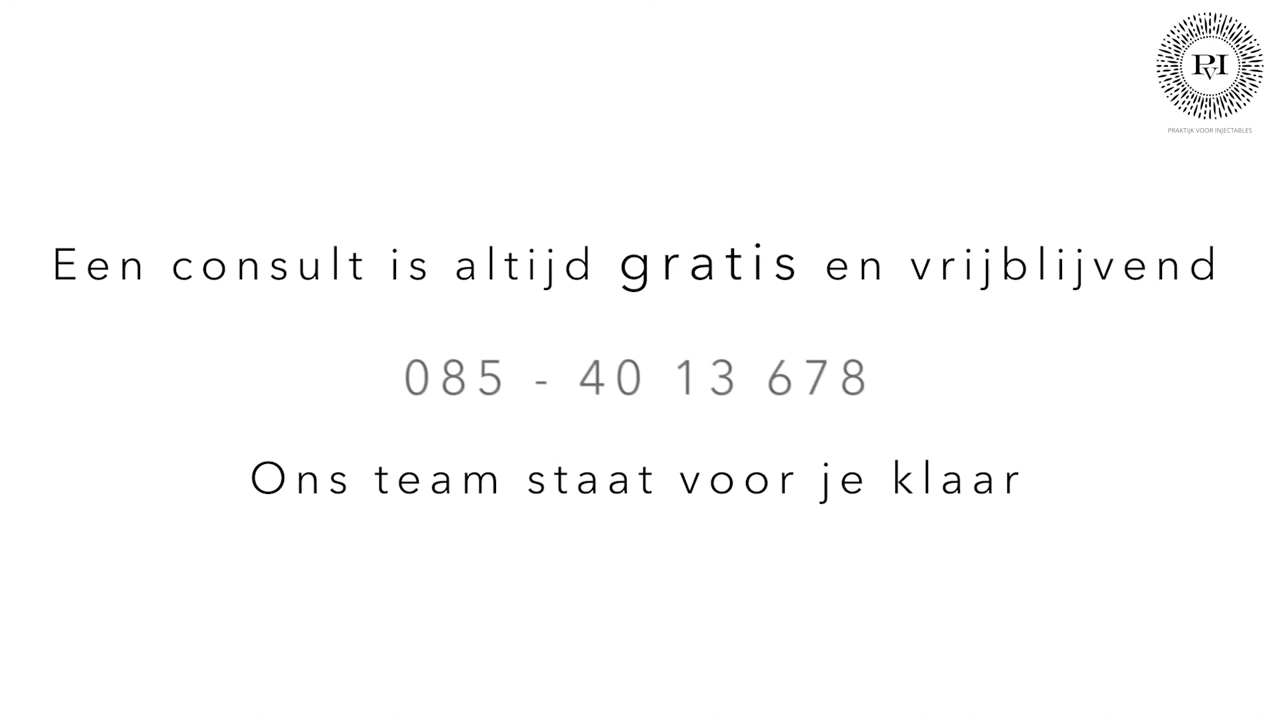 PVI
PRAKTIJK VOOR INJECTABLES
Een consult is altijd gratis en vrijblijvend
085 - 40 13 678
Ons team staat voor je klaar